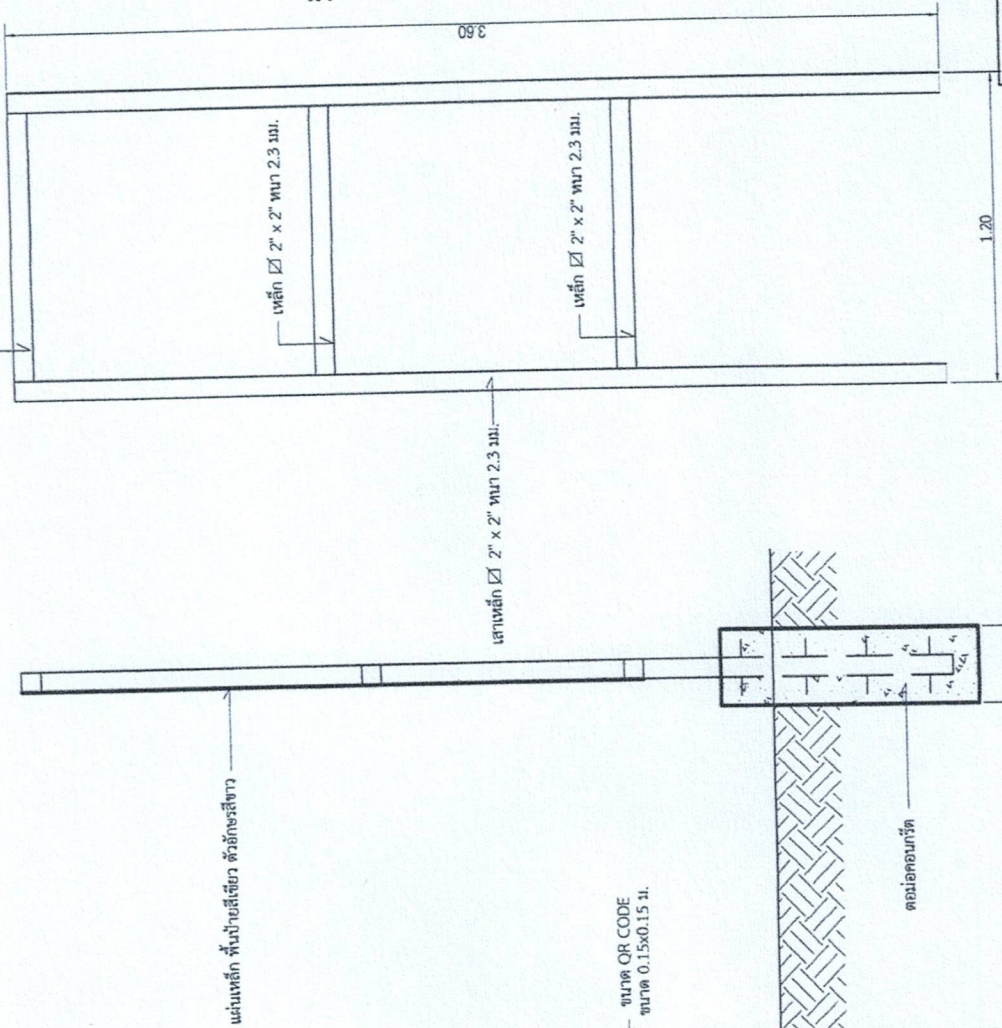 3.60
เหล็ก 2" x 2" หนา 2.3 มม.
เหล็ก 2" x 2" หนา 2.3 มม.
1.20
เสาเหล็ก 2" x 2" หนา 2.3 มม.
แผ่นเหล็ก พื้นป้ายสีเขียว ตัวอักษรสีขาว
ขนาด QR CODE
ขนาด 0.15x0.15 ม.
ตอม่อคอนกรีต